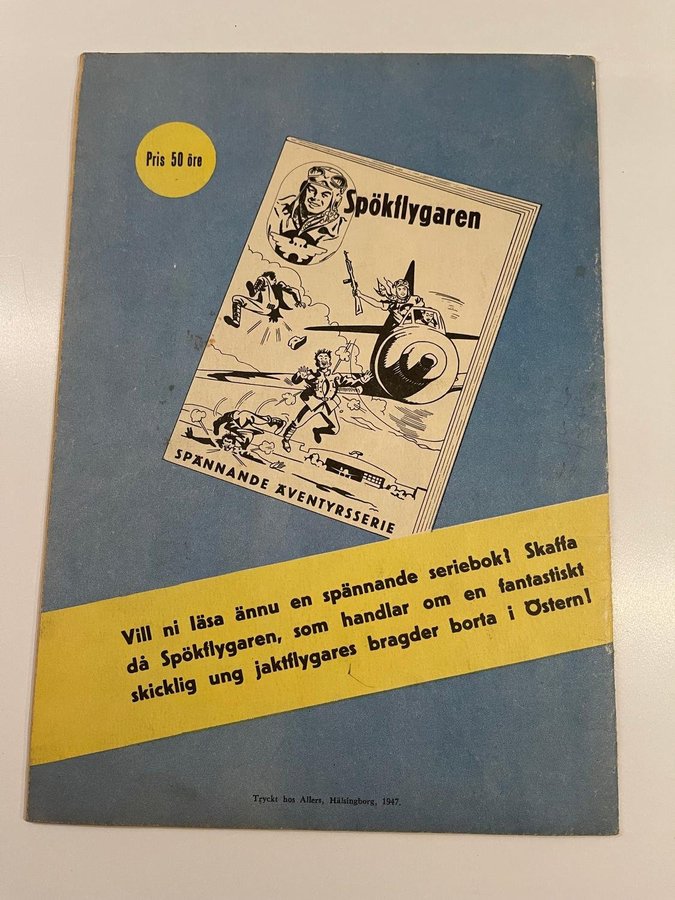 Pris 50 öre
Spökflygaren
SPÄNNANDE ÄVENTYRSSERIE
Vill ni läsa ännu en spännande seriebok? Skaffa
då Spökflygaren, som handlar om en fantastiskt
skicklig ung jaktflygares bragder borta i Östern!
Tryckt hos Allers, Hälsingborg, 1947.